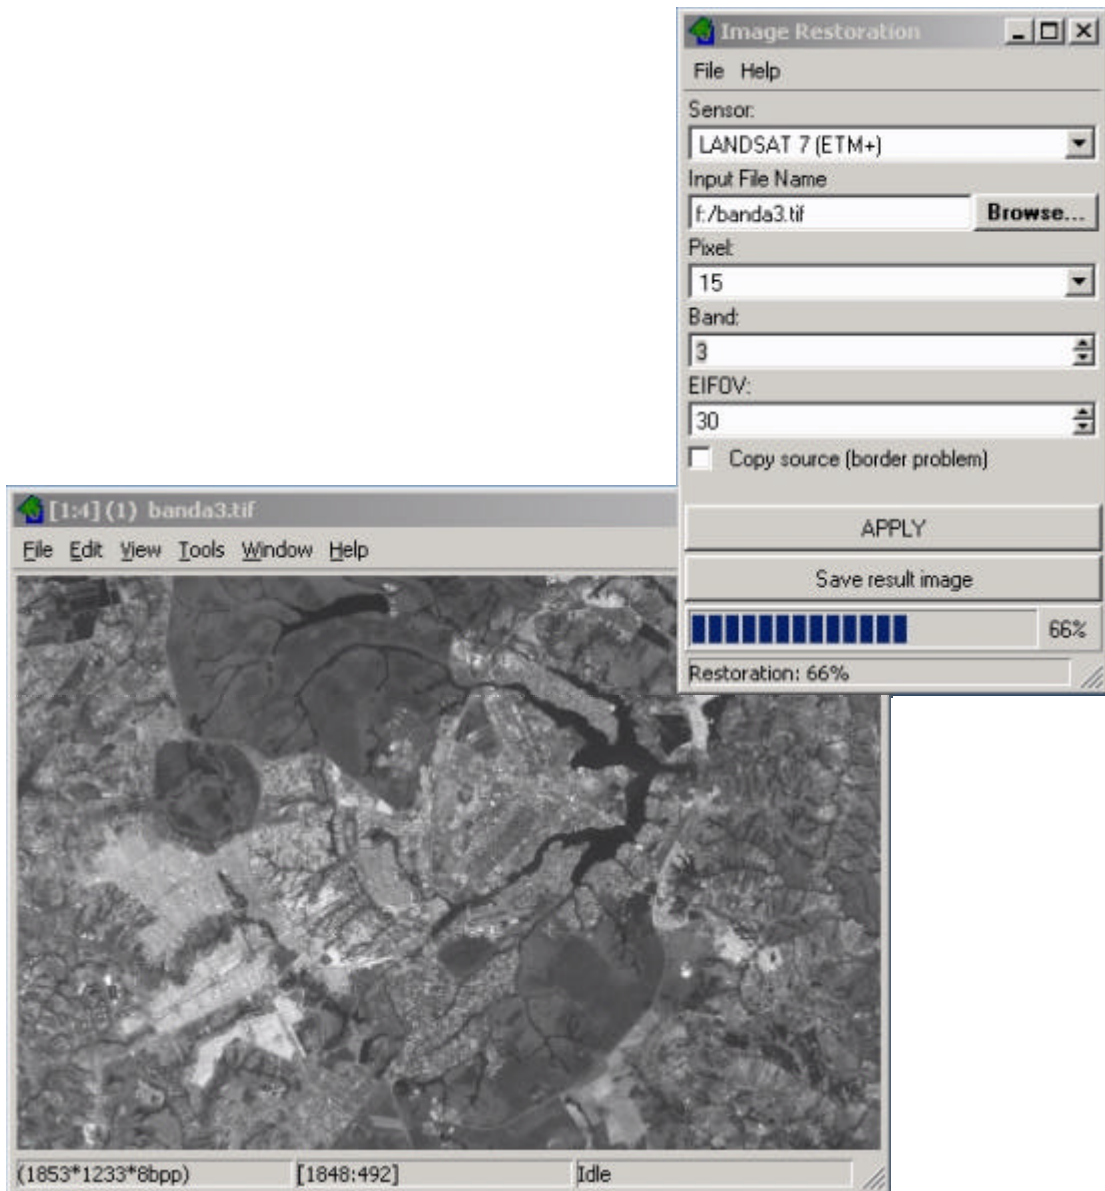 Image Restoration
File Help
Sensor:
LANDSAT 7 (ETM+)
Input File Name
f:/banda3.tif Browse...
Pixel:
15
Band:
3
EIFOV:
30
Copy source (border problem)
APPLY
Save result image
66%
Restoration: 66%
[1:4] (1) banda3.tif
File Edit View Tools Window Help
(1853*1233*8bpp) [1848:492] Idle